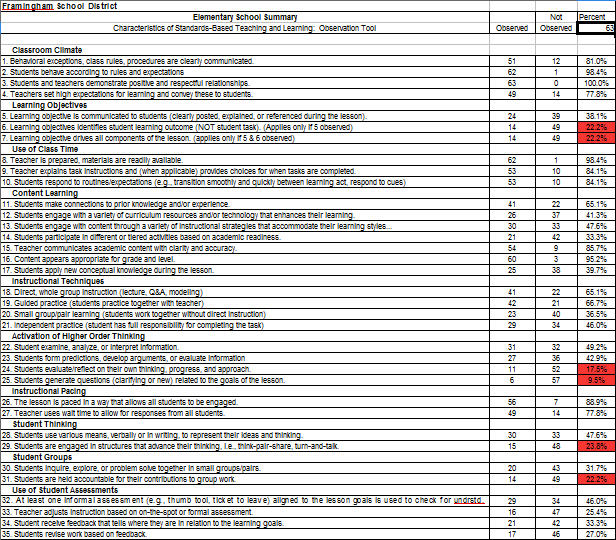 Framingham School District
Elementary School Summary Not Percent
Characteristics of Standards-Based Teaching and Learning: Observation Tool Observed Observed 63
Classroom Climate
1. Behavioral exceptions, class rules, procedures are clearly communicated. 51 12 81.0%
2. Students behave according to rules and expectations 62 1 98.4%
3. Students and teachers demonstrate positive and respectful relationships. 63 0 100.0%
4. Teachers set high expectations for learning and convey these to students. 49 14 77.8%
Learning Objectives
5. Learning objective is communicated to students (clearly posted, explained, or referenced during the lesson). 24 39 38.1%
6. Learning objectives identifies student learning outcome (NOT student task). (Applies only if 5 observed) 14 49 22.2%
7. Learning objective drives all components of the lesson. (applies only if 5 & 6 observed) 14 49 22.2%
Use of Class Time
8. Teacher is prepared, materials are readily available. 62 1 98.4%
9. Teacher explains task instructions and (when applicable) provides choices for when tasks are completed. 53 10 84.1%
10. Students respond to routines/expectations (e.g., transition smoothly and quickly between learning act, respond to cues) 53 10 84.1%
Content Learning
11. Students make connections to prior knowledge and/or experience. 41 22 65.1%
12. Students engage with a variety of curriculum resources and/or technology that enhances their learning. 26 37 41.3%
13. Students engage with content through a variety of instructional strategies that accommodate their learning styles... 30 33 47.6%
14. Students participate in different or tiered activities based on academic readiness. 21 42 33.3%
15. Teacher communicates academic content with clarity and accuracy. 54 9 85.7%
16. Content appears appropriate for grade and level. 60 3 95.2%
17. Students apply new conceptual knowledge during the lesson. 25 38 39.7%
Instructional Techniques
18. Direct, whole group instruction (lecture, Q&A, modeling) 41 22 65.1%
19. Guided practice (students practice together with teacher) 42 21 66.7%
20. Small group/pair learning (students work together without direct instruction) 23 40 36.5%
21. Independent practice (student has full responsibility for completing the task) 29 34 46.0%
Activation of Higher Order Thinking
22. Student examine, analyze, or interpret information. 31 32 49.2%
23. Students form predictions, develop arguments, or evaluate information 27 36 42.9%
24. Students evaluate/reflect on their own thinking, progress, and approach. 11 52 17.5%
25. Students generate questions (clarifying or new) related to the goals of the lesson. 6 57 9.5%
Instructional Pacing
26. The lesson is paced in a way that allows all students to be engaged. 56 7 88.9%
27. Teacher uses wait time to allow for responses from all students. 49 14 77.8%
Student Thinking
28. Students use various means, verbally or in writing, to represent their ideas and thinking. 30 33 47.6%
29. Students are engaged in structures that advance their thinking, i.e., think-pair-share, turn-and-talk. 15 48 23.8%
Student Groups
30. Students inquire, explore, or problem solve together in small groups/pairs. 20 43 31.7%
31. Students are held accountable for their contributions to group work. 14 49 22.2%
Use of Student Assessments
32. At least one informal assessment (e.g., thumb tool, ticket to leave) aligned to the lesson goals is used to check for undrstd. 29 34 46.0%
33. Teacher adjusts instruction based on on-the-spot or formal assessment. 16 47 25.4%
34. Student receive feedback that tells where they are in relation to the learning goals. 21 42 33.3%
35. Students revise work based on feedback. 17 46 27.0%